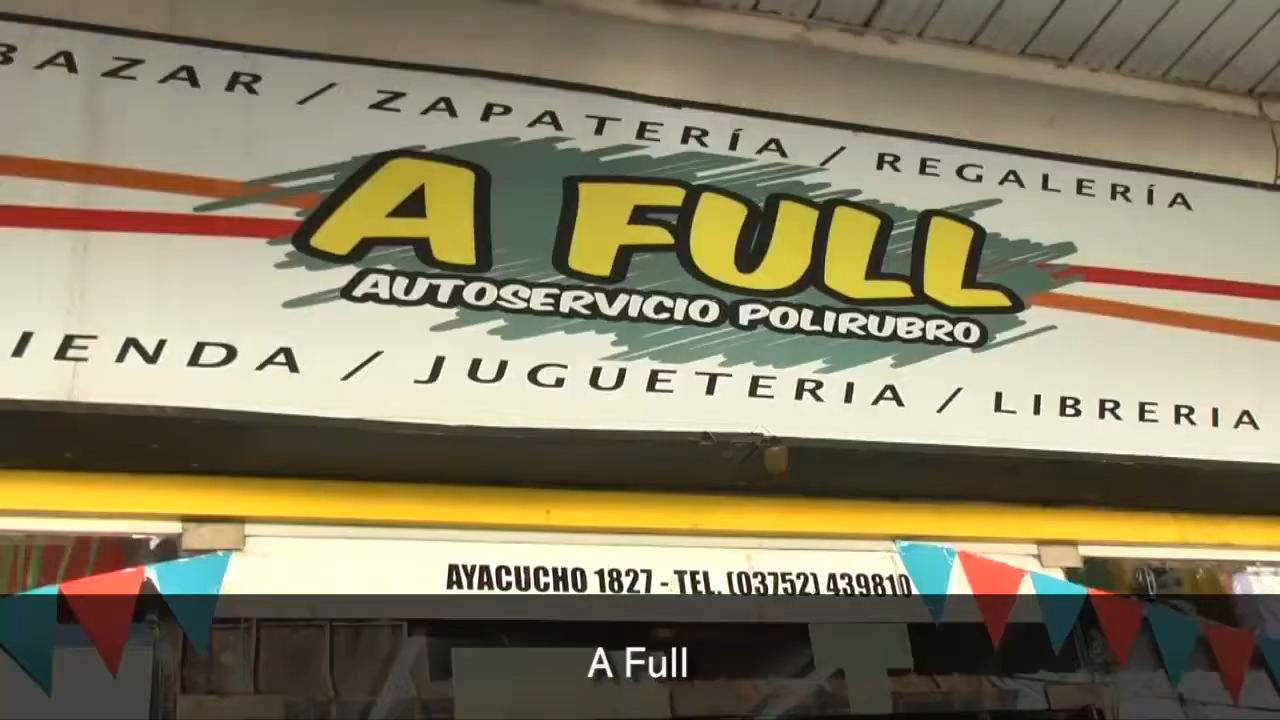 BAZAR / ZAPATERÍA / REGALERÍA
A FULL
AUTOSERVICIO POLIRUBRO
IENDA / JUGUETERIA / LIBRERIA
AYACUCHO 1827 - TEL. (03752) 439810
A Full